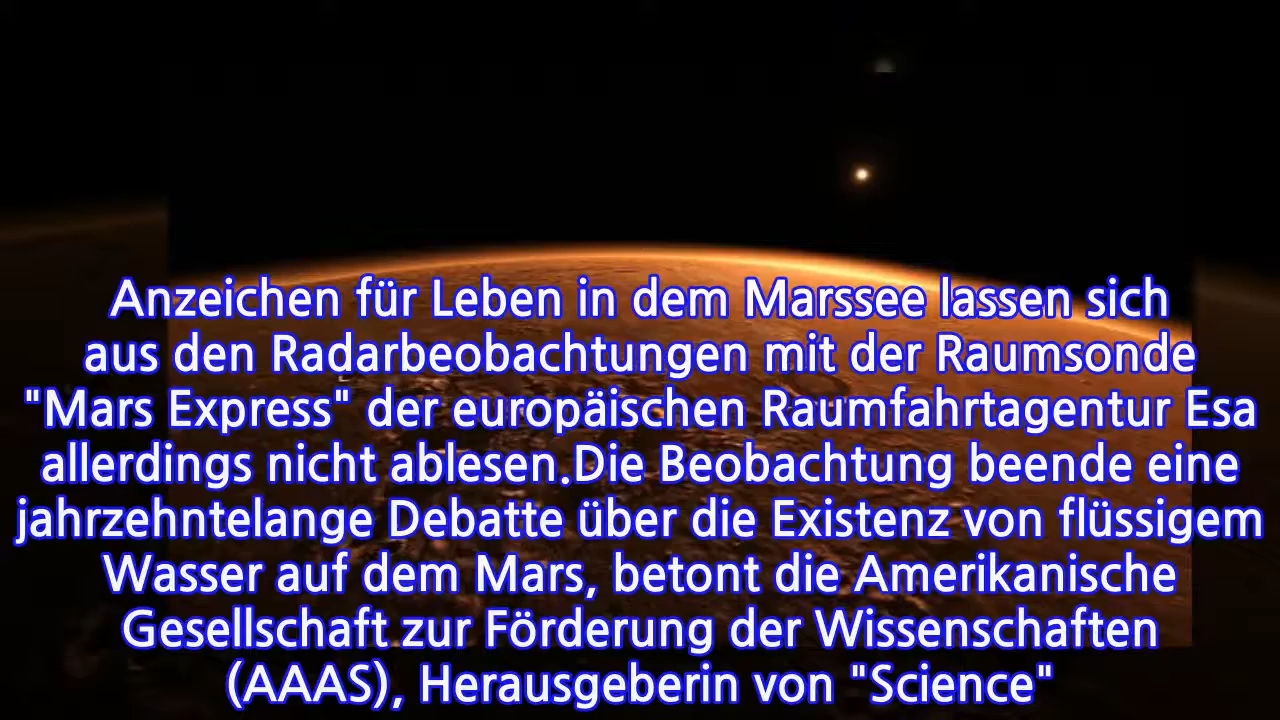 Anzeichen für Leben in dem Marssee lassen sich
aus den Radarbeobachtungen mit der Raumsonde
"Mars Express" der europäischen Raumfahrtagentur Esa
allerdings nicht ablesen.Die Beobachtung beende eine
jahrzehntelange Debatte über die Existenz von flüssigem
Wasser auf dem Mars, betont die Amerikanische
Gesellschaft zur Förderung der Wissenschaften
(AAAS), Herausgeberin von "Science"